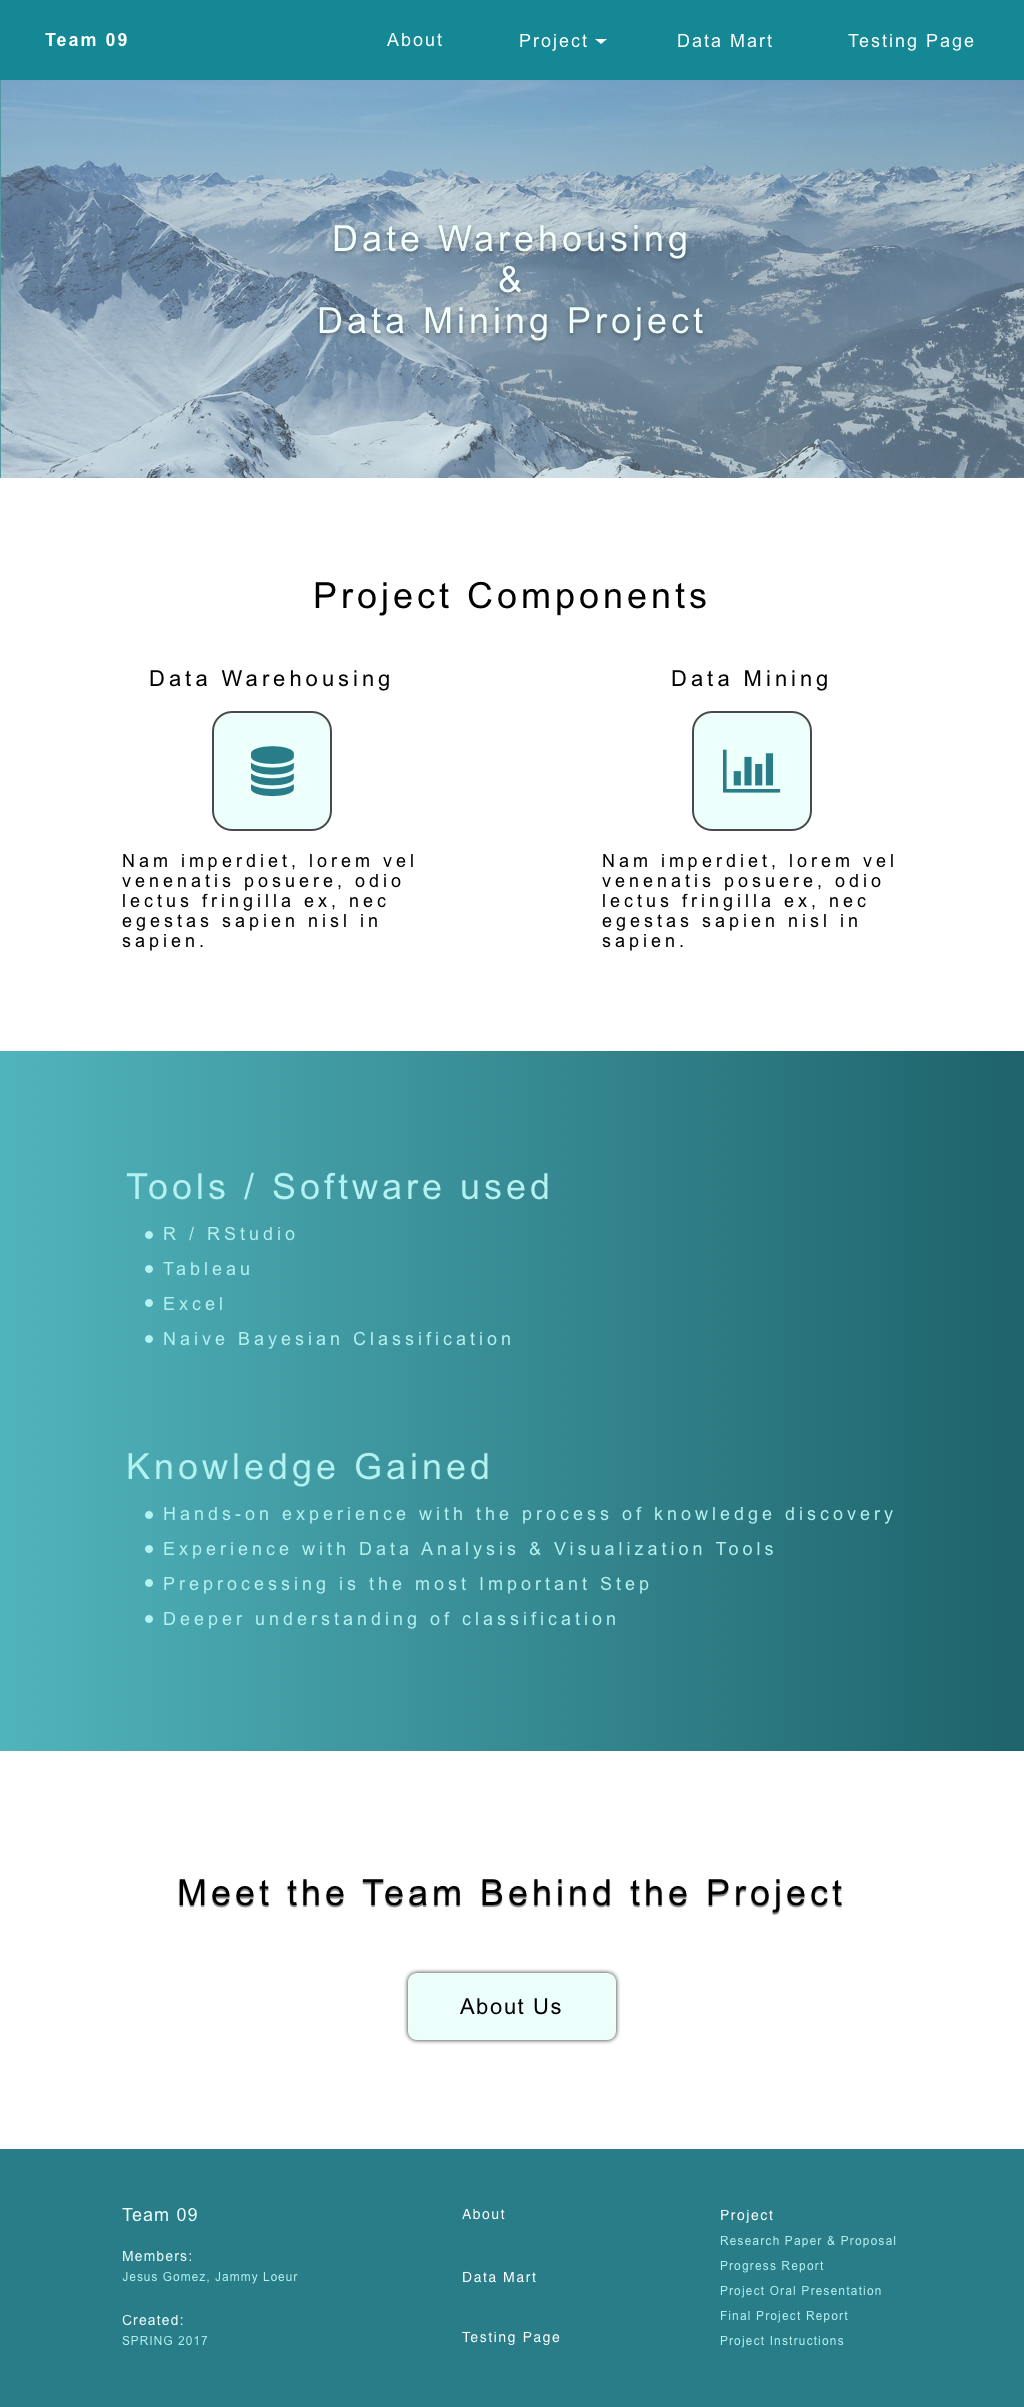 Team 09
About
Project
Data Mart
Testing Page
Date Warehousing
&
Data Mining Project
Project Components
Data Warehousing
Nam imperdiet, lorem vel
venenatis posuere, odio
lectus fringilla ex, nec
egestas sapien nisl in
sapien.
Data Mining
Nam imperdiet, lorem vel
venenatis posuere, odio
lectus fringilla ex, nec
egestas sapien nisl in
sapien.
Tools / Software used
R / RStudio
Tableau
Excel
Naive Bayesian Classification
Knowledge Gained
Hands-on experience with the process of knowledge discovery
Experience with Data Analysis & Visualization Tools
Preprocessing is the most Important Step
Deeper understanding of classification
Meet the Team Behind the Project
About Us
Team 09
Members:
Jesus Gomez, Jammy Loeur
Created:
SPRING 2017
About
Data Mart
Testing Page
Project
Research Paper & Proposal
Progress Report
Project Oral Presentation
Final Project Report
Project Instructions